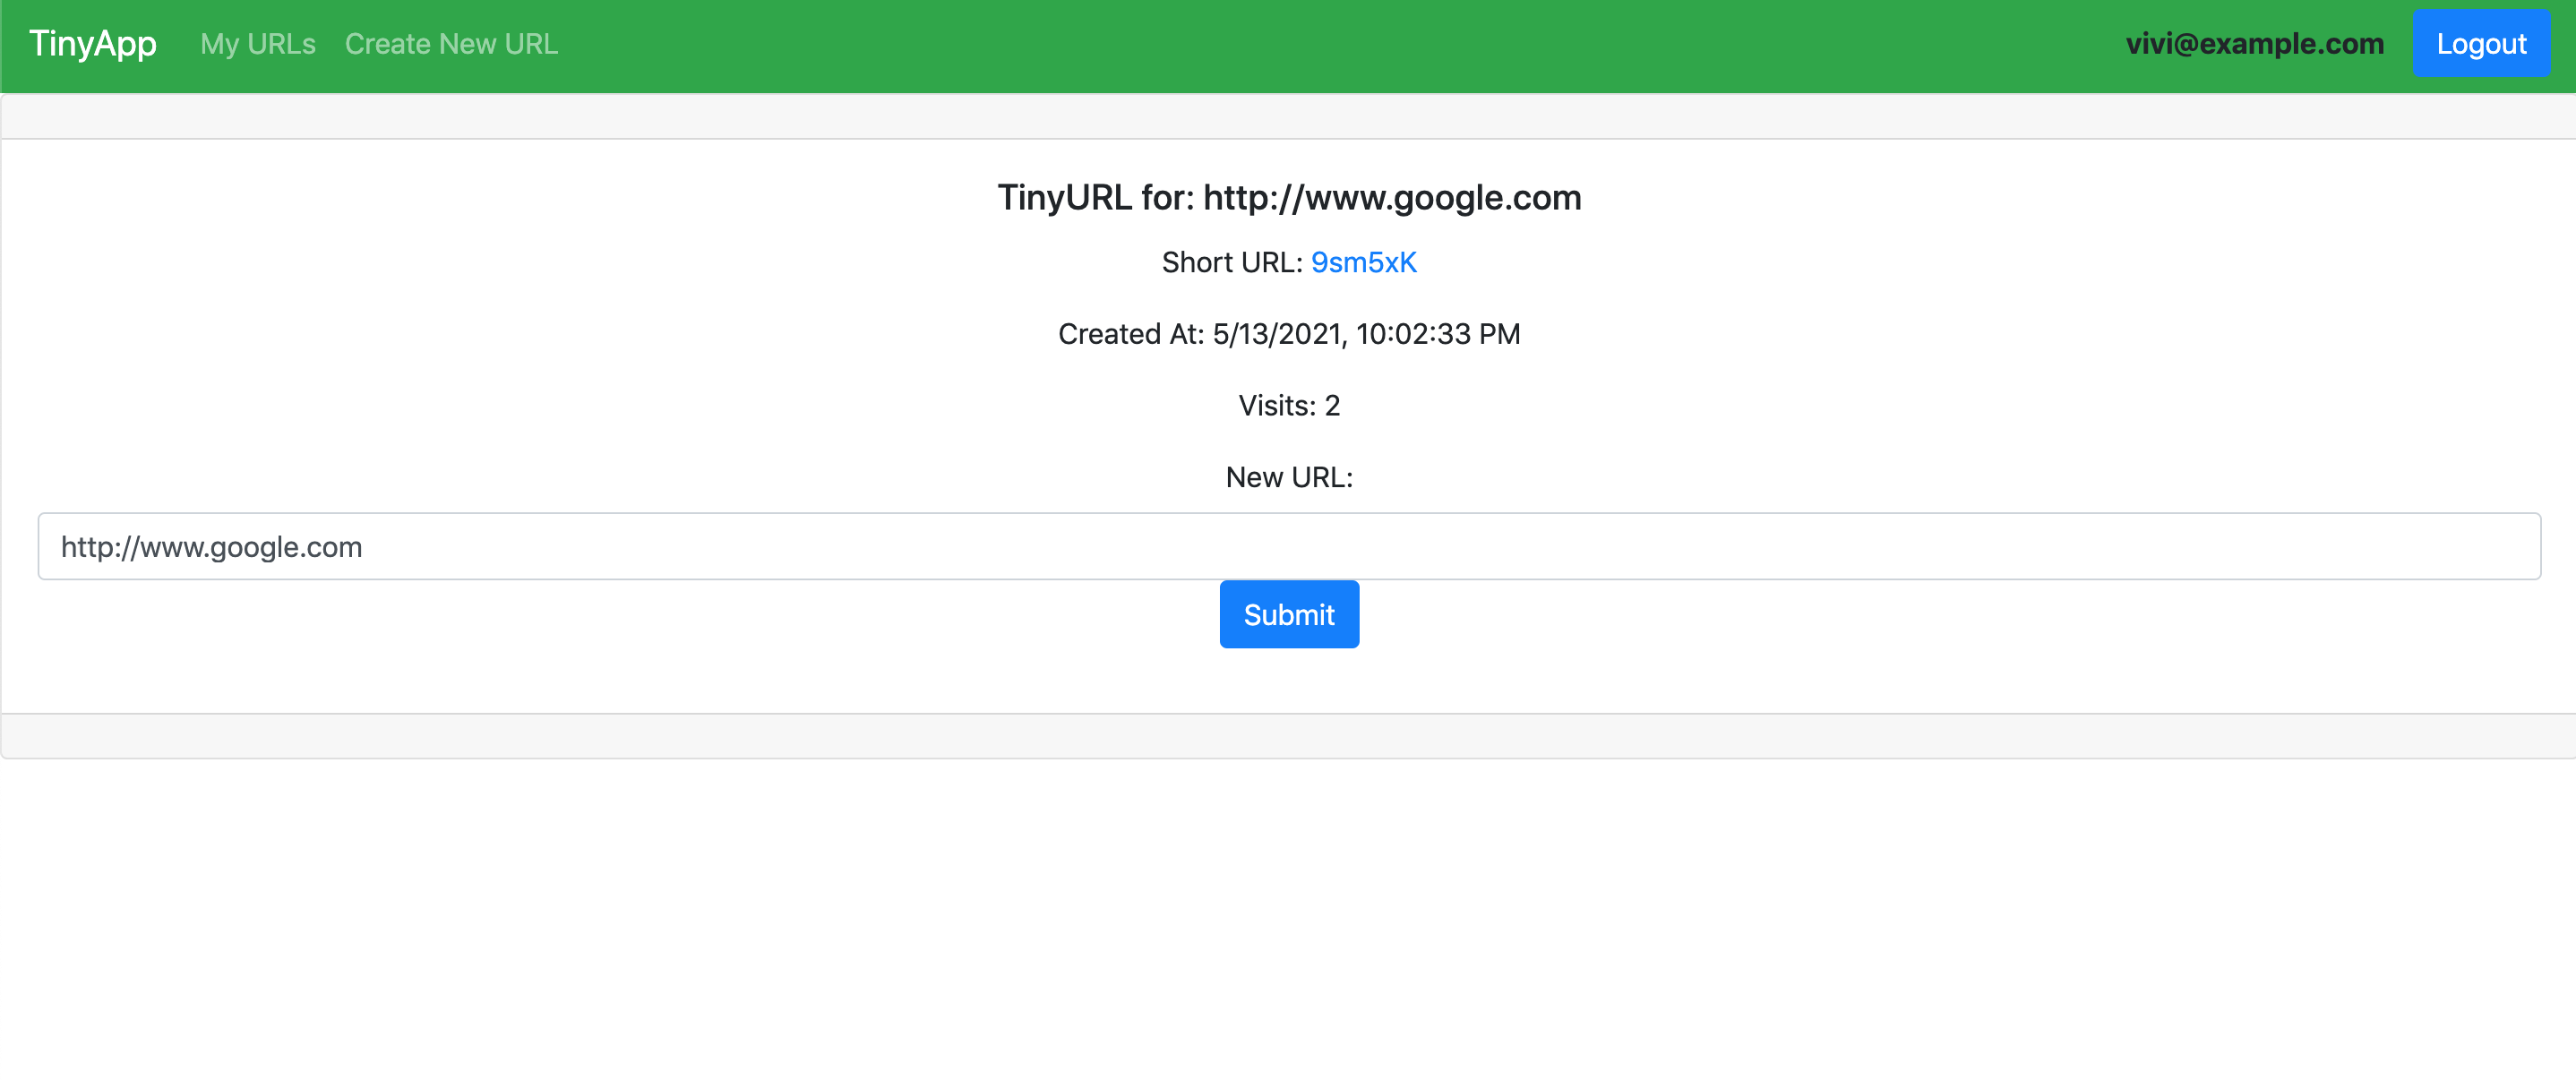 TinyApp My URLs Create New URL vivi@example.com Logout
TinyURL for: http://www.google.com
Short URL: 9sm5xK
Created At: 5/13/2021, 10:02:33 PM
Visits: 2
New URL:
http://www.google.com
Submit